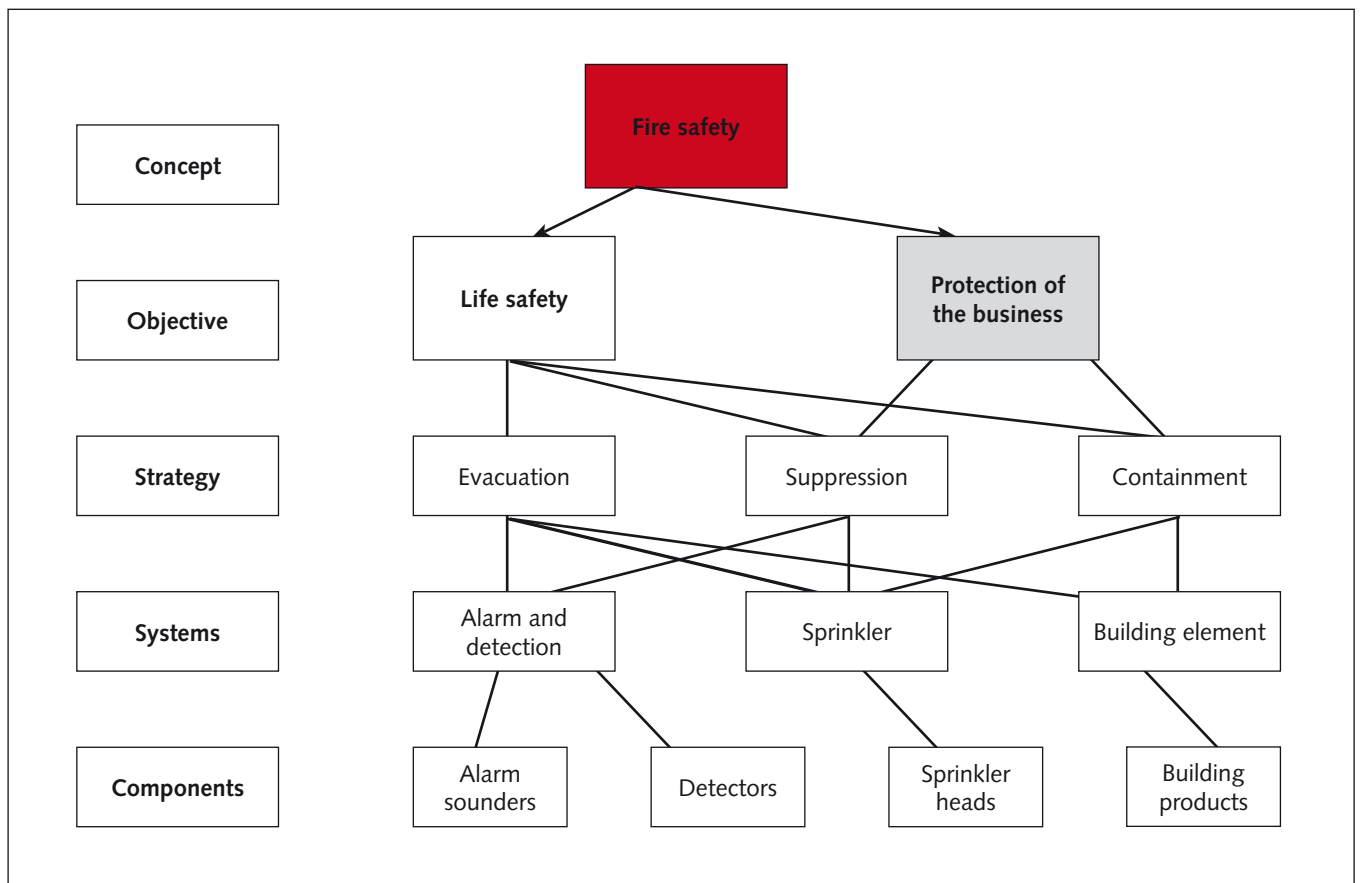 Fire safety
Concept
Life safety
Protection of
the business
Objective
Strategy
Evacuation
Suppression
Containment
Systems
Alarm and
detection
Sprinkler
Building element
Components
Alarm
sounders
Detectors
Sprinkler
heads
Building
products